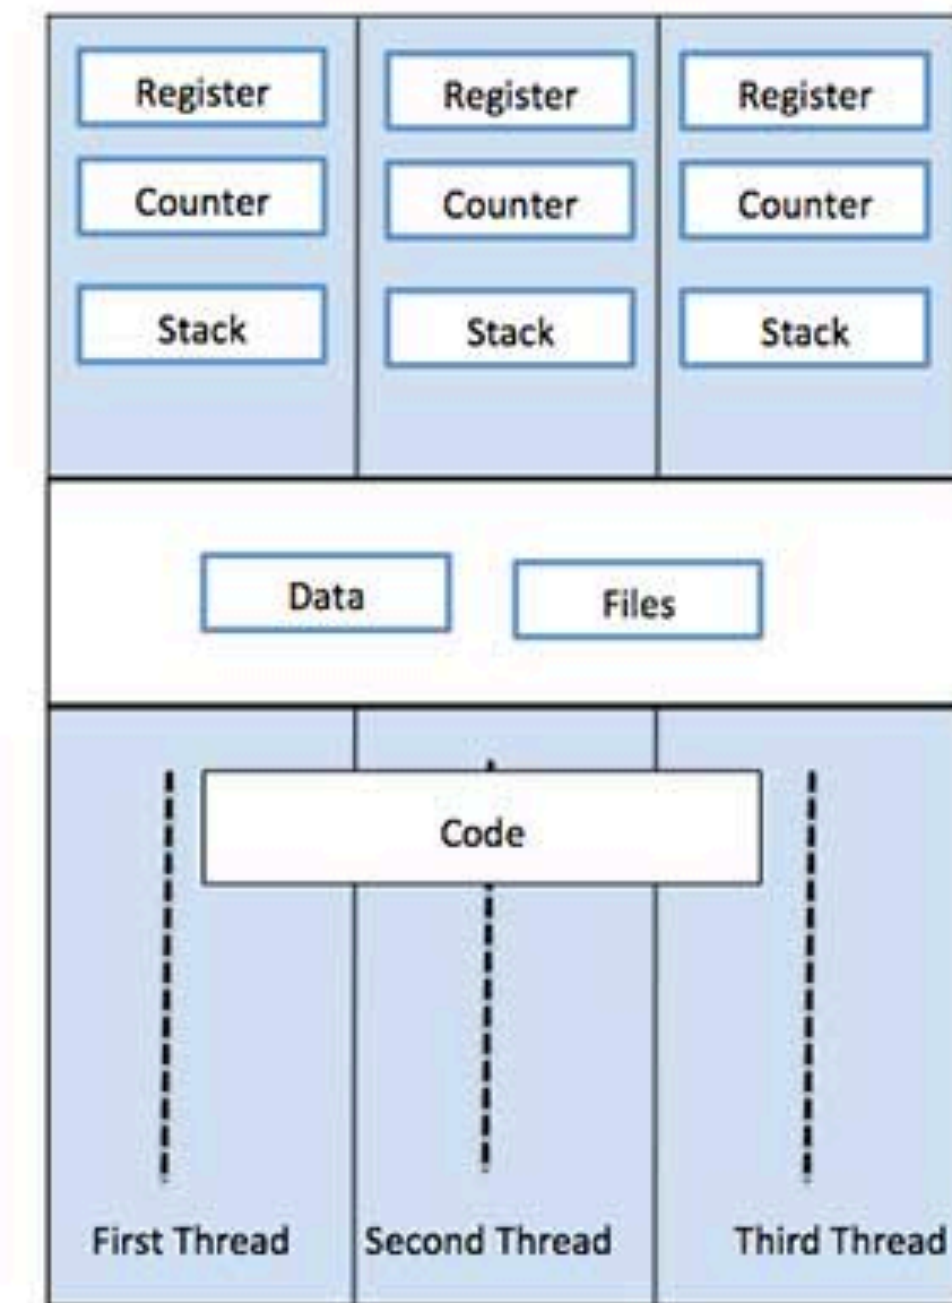 Register Register Register
Counter Counter Counter
Stack Stack Stack
Data Files
Code
First Thread Second Thread Third Thread